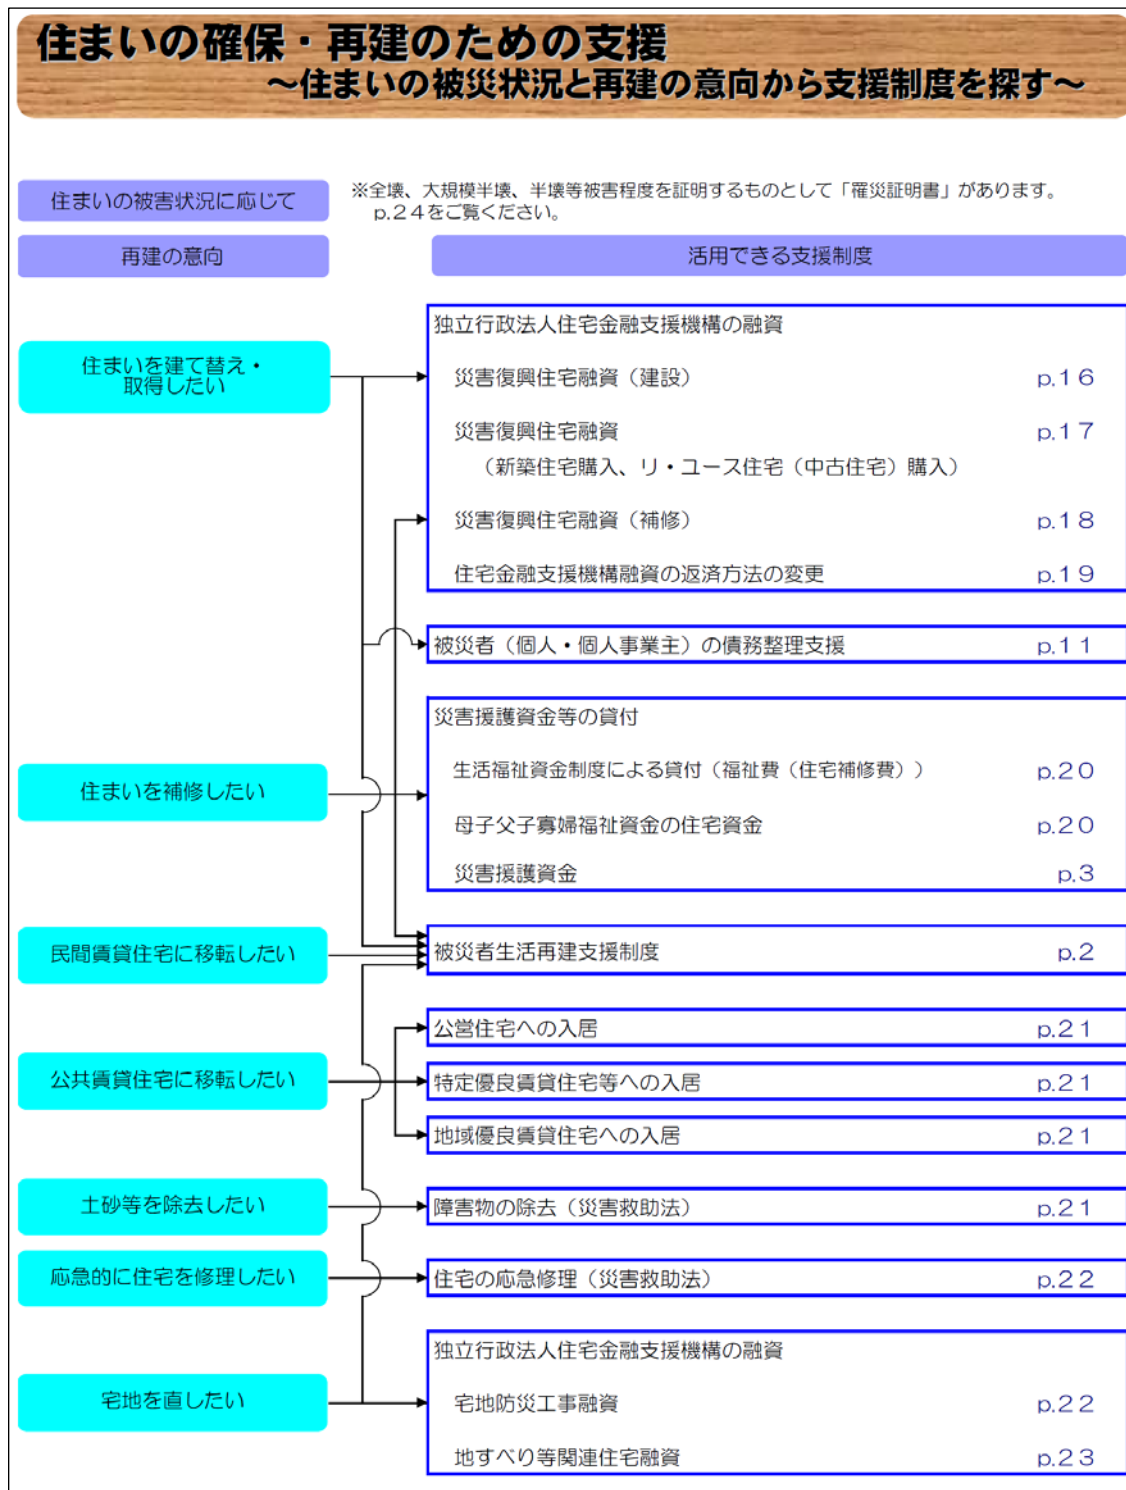 住まいの確保・再建のための支援
～住まいの被災状況と再建の意向から支援制度を探す～
住まいの被害状況に応じて
※全壊、大規模半壊、半壊等被害程度を証明するものとして「罹災証明書」があります。
p.24をご覧ください。
再建の意向
活用できる支援制度
住まいを建て替え・
取得したい
独立行政法人住宅金融支援機構の融資
災害復興住宅融資（建設） p.16
災害復興住宅融資 p.17
（新築住宅購入、リ・ユース住宅（中古住宅）購入）
災害復興住宅融資（補修） p.18
住宅金融支援機構融資の返済方法の変更 p.19
被災者（個人・個人事業主）の債務整理支援 p.11
災害援護資金等の貸付
住まいを補修したい
生活福祉資金制度による貸付（福祉費（住宅補修費）） p.20
母子父子寡婦福祉資金の住宅資金 p.20
災害援護資金 p.3
民間賃貸住宅に移転したい
被災者生活再建支援制度 p.2
公営住宅への入居 p.21
公共賃貸住宅に移転したい
特定優良賃貸住宅等への入居 p.21
地域優良賃貸住宅への入居 p.21
土砂等を除去したい
障害物の除去（災害救助法） p.21
応急的に住宅を修理したい
住宅の応急修理（災害救助法） p.22
独立行政法人住宅金融支援機構の融資
宅地を直したい
宅地防災工事融資 p.22
地すべり等関連住宅融資 p.23